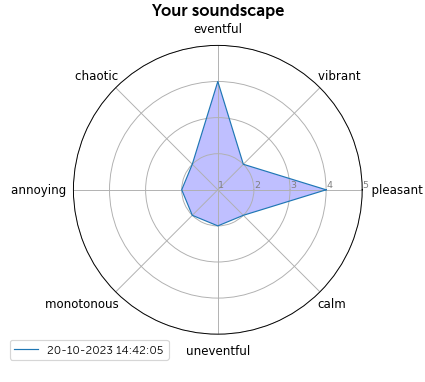 Your soundscape
eventful
chaotic
vibrant
annoying
1 2 3 4 5
pleasant
monotonous
calm
20-10-2023 14:42:05
uneventful